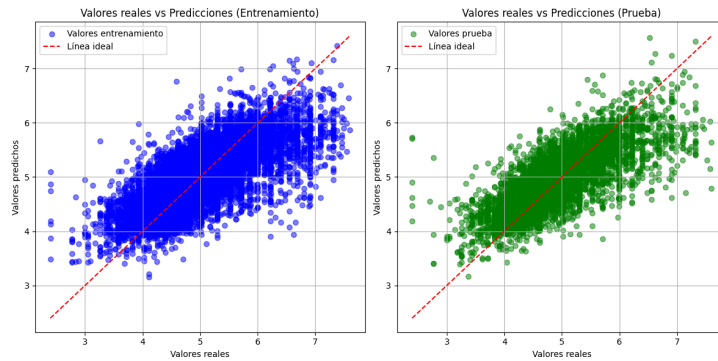 Valores reales vs Predicciones (Entrenamiento)
Valores entrenamiento
Línea ideal
Valores predichos
7
6
5
4
3
3
4
5
6
7
Valores reales
Valores reales vs Predicciones (Prueba)
Valores prueba
Línea ideal
Valores predichos
7
6
5
4
3
3
4
5
6
7
Valores reales